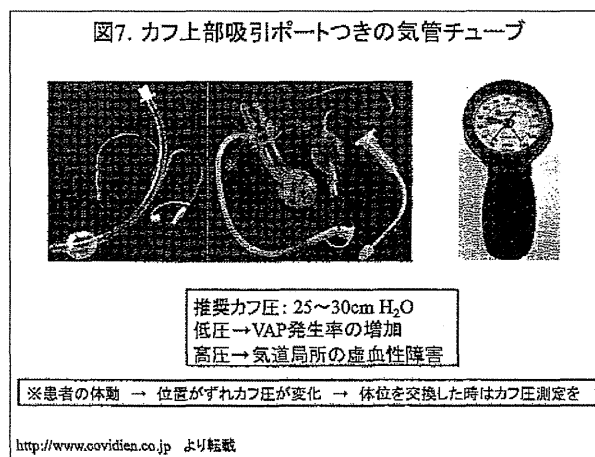 図7. カフ上部吸引ポートつきの気管チューブ
推奨カフ圧: 25～30cm H₂O
低圧→VAP発生率の増加
高圧→気道局所の虚血性障害
※患者の体動 → 位置がずれカフ圧が変化 → 体位を交換した時はカフ圧測定を
http://www.covidien.co.jp より転載